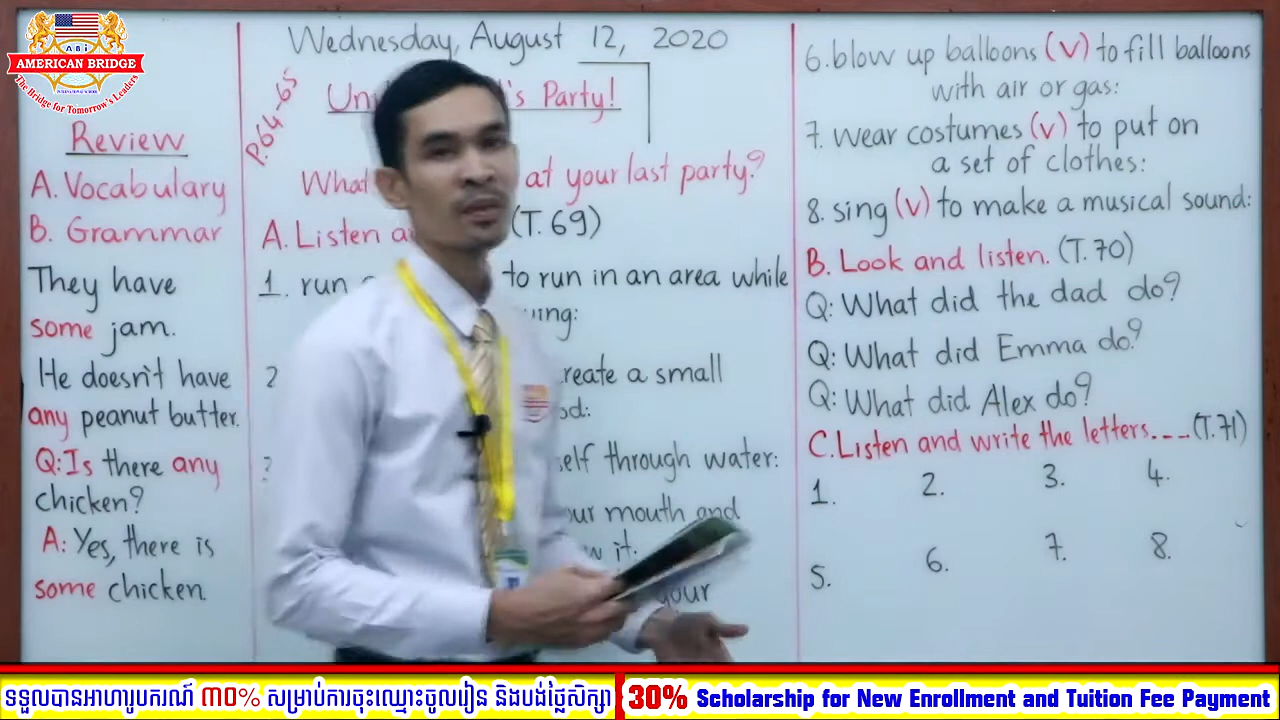 ABi
AMERICAN BRIDGE
INTERNATIONAL SCHOOL
The Bridge for Tomorrow's Leaders
Review
A. Vocabulary
B. Grammar
They have
some jam.
He doesn't have
any peanut butter.
Q: Is there any
chicken?
A: Yes, there is
some chicken.
Wednesday, August 12, 2020
P.64-65
Party!
What at your last party?
A. Listen (T.69)
1. run to run in an area while
2 create a small
through water:
your mouth and
it:
your
6. blow up balloons (v) to fill balloons
with air or gas:
7. wear costumes (v) to put on
a set of clothes:
8. sing (v) to make a musical sound:
B. Look and listen. (T.70)
Q: What did the dad do?
Q: What did Emma do?
Q: What did Alex do?
C. Listen and write the letters.... (T.71)
1. 2. 3. 4.
5. 6. 7. 8.
ទទួលបានអាហារូបករណ៍ ៣០% សម្រាប់ការចុះឈ្មោះចូលរៀន និងបង់ថ្លៃសិក្សា
30% Scholarship for New Enrollment and Tuition Fee Payment